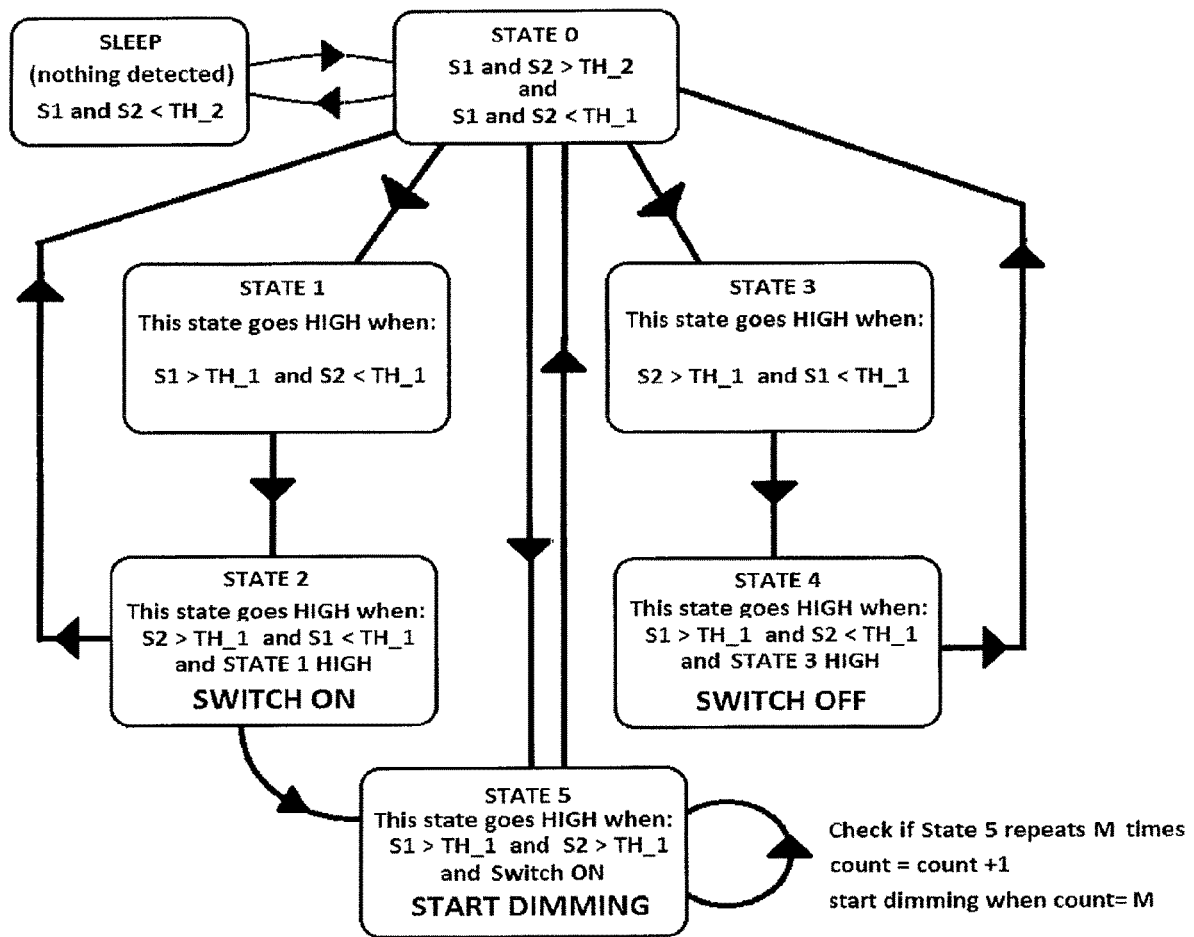 SLEEP
(nothing detected)
S1 and S2 < TH_2
STATE 0
S1 and S2 > TH_2
and
S1 and S2 < TH_1
STATE 1
This state goes HIGH when:
S1 > TH_1 and S2 < TH_1
STATE 3
This state goes HIGH when:
S2 > TH_1 and S1 < TH_1
STATE 2
This state goes HIGH when:
S2 > TH_1 and S1 < TH_1
and STATE 1 HIGH
SWITCH ON
STATE 4
This state goes HIGH when:
S1 > TH_1 and S2 < TH_1
and STATE 3 HIGH
SWITCH OFF
STATE 5
This state goes HIGH when:
S1 > TH_1 and S2 > TH_1
and Switch ON
START DIMMING
Check if State 5 repeats M times
count = count +1
start dimming when count= M